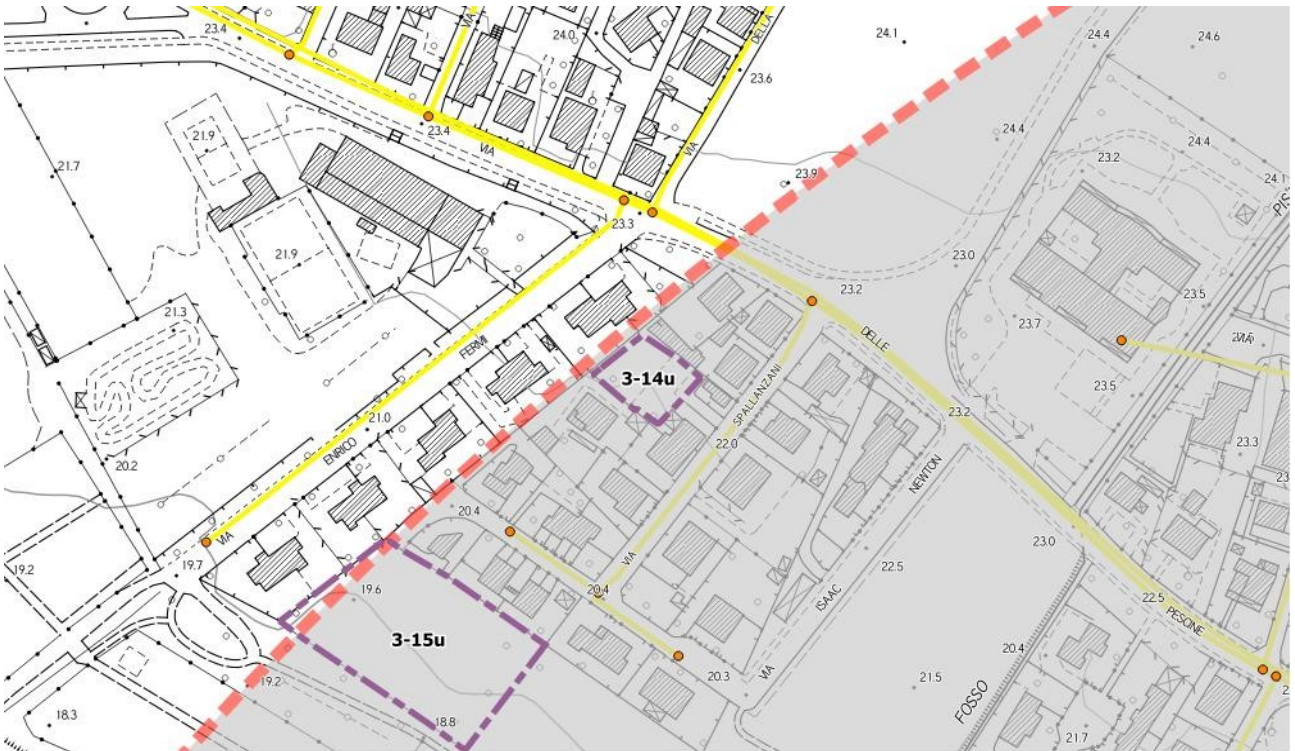 23.4
24.0
DELLA
24.1
24.4
24.6
23.6
21.9
23.4
VIA
VIA
24.4
23.2
24.4
21.7
23.9
24.1
23.3
21.9
23.0
23.2
23.5
21.3
FERMI
DELLE
23.7
VIA
3-14u
23.5
SPALLANZANI
21.0
23.2
ENRICO
22.0
23.3
20.2
NEWTON
20.4
VIA
23.0
19.2
19.7
VIA
22.5
19.6
20.4
ISAAC
22.5
PESCINE
3-15u
20.4
20.3
VIA
19.2
21.5
FOSSO
18.3
18.8
21.7